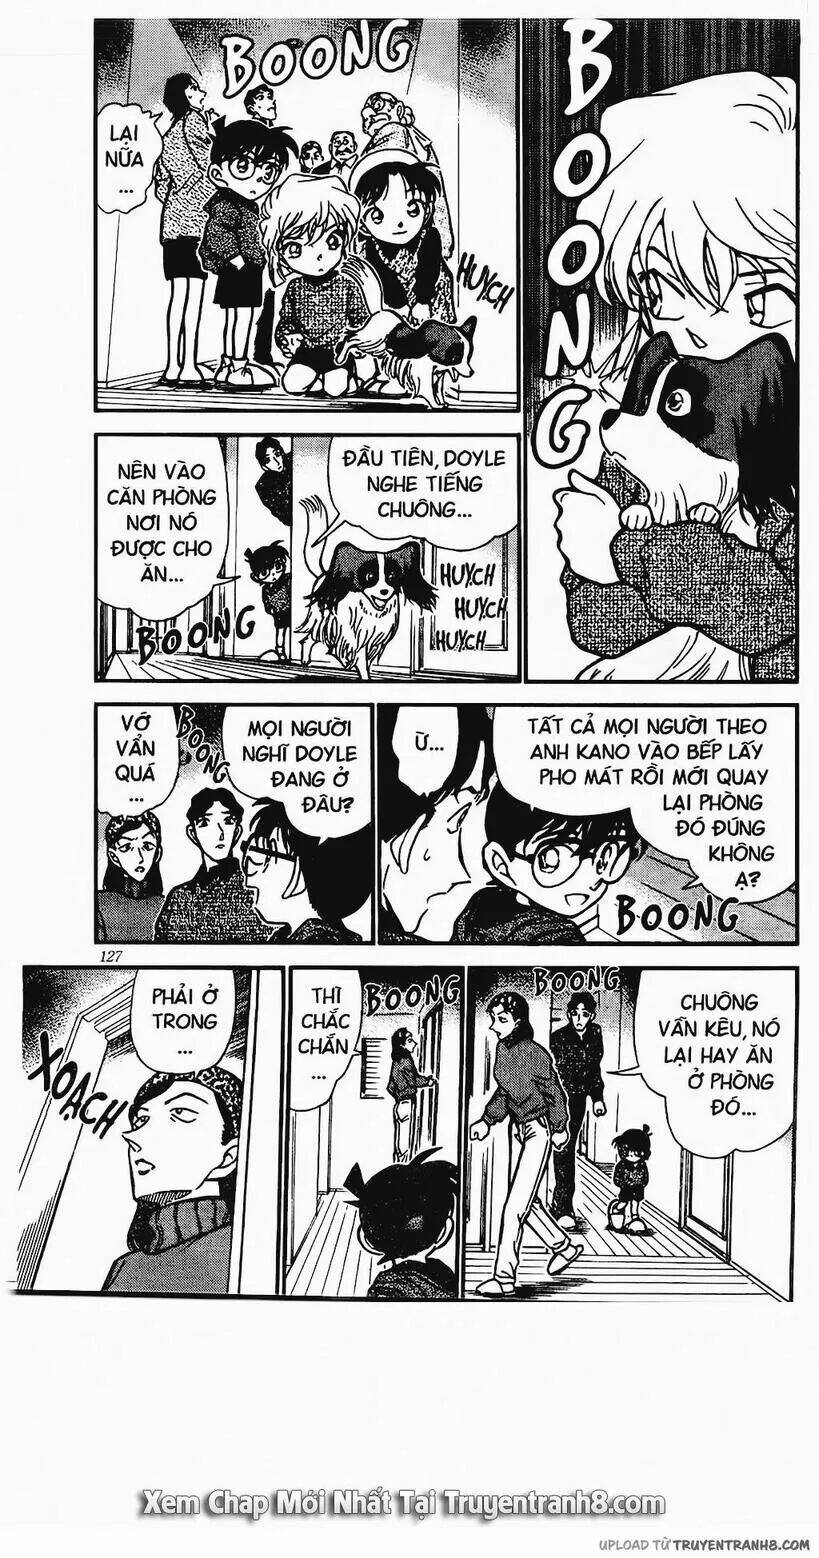 BOONG
BOONG
LẠI
NỮA
...
HUỴCH
ĐẦU TIÊN, DOYLE
NGHE TIẾNG
CHUÔNG...
NÊN VÀO
CĂN PHÒNG
NƠI NÓ
ĐƯỢC CHO
ĂN...
HUỴCH
HUỴCH
HUỴCH
BOONG
TẤT CẢ MỌI NGƯỜI THEO
ANH KANO VÀO BẾP LẤY
PHO MÁT RỒI MỚI QUAY
LẠI PHÒNG
ĐÓ ĐÚNG
KHÔNG
Ạ?
Ừ...
BOONG
MỌI NGƯỜI
NGHĨ DOYLE
ĐANG Ở
ĐÂU?
BOONG
VỚ
VẨN
QUÁ
...
127
CHUÔNG
VẪN KÊU, NÓ
LẠI HAY ĂN
Ở PHÒNG
ĐÓ...
BOONG
BOONG
THÌ
CHẮC
CHẮN
...
PHẢI Ở
TRONG
...
XOẠCH
Xem Chap Mới Nhất Tại Truyentranh8.com
UPLOAD TỪ TRUYENTRANH8.COM